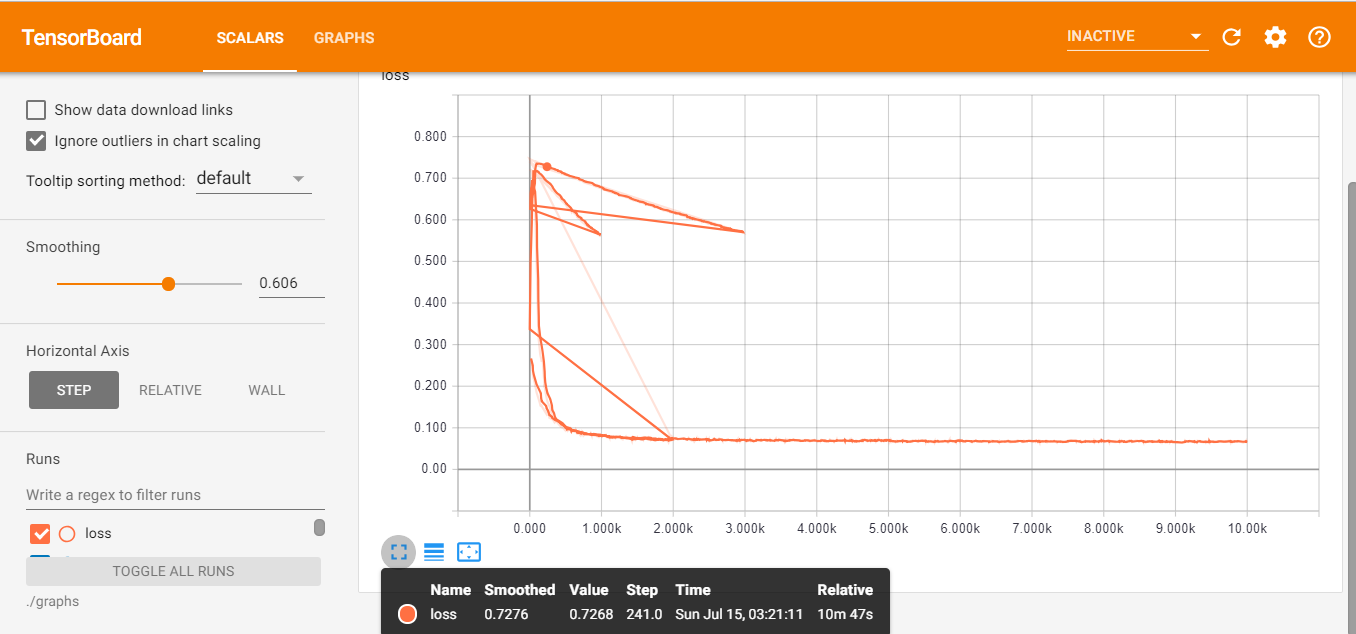 TensorBoard SCALARS GRAPHS INACTIVE
loss
Show data download links
Ignore outliers in chart scaling
Tooltip sorting method: default
Smoothing
0.606
Horizontal Axis
STEP RELATIVE WALL
Runs
Write a regex to filter runs
loss
TOGGLE ALL RUNS
./graphs
0.800
0.700
0.600
0.500
0.400
0.300
0.200
0.100
0.00
0.000 1.000k 2.000k 3.000k 4.000k 5.000k 6.000k 7.000k 8.000k 9.000k 10.00k
Name Smoothed Value Step Time Relative
loss 0.7276 0.7268 241.0 Sun Jul 15, 03:21:11 10m 47s